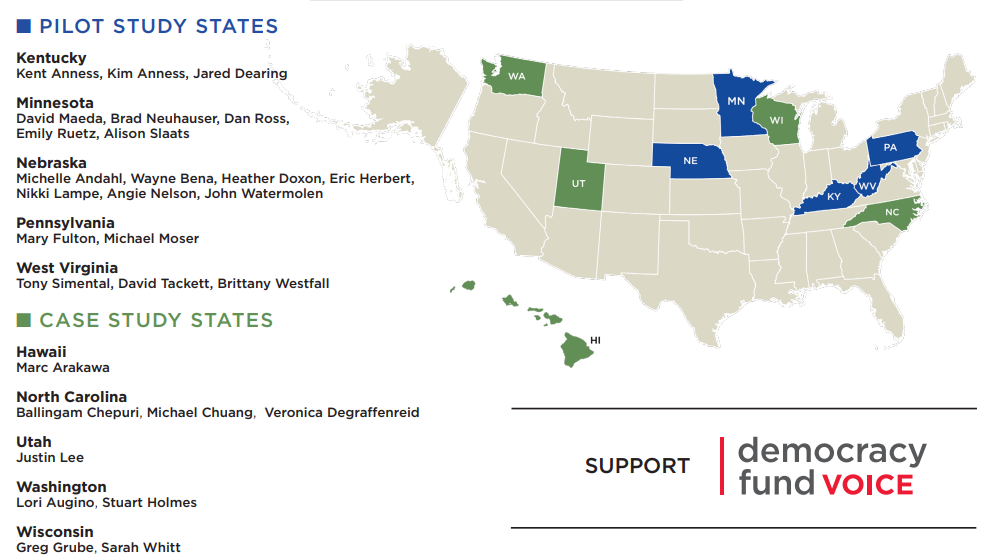 PILOT STUDY STATES
Kentucky
Kent Anness, Kim Anness, Jared Dearing
Minnesota
David Maeda, Brad Neuhauser, Dan Ross,
Emily Ruetz, Alison Slaats
Nebraska
Michelle Andahl, Wayne Bena, Heather Doxon, Eric Herbert,
Nikki Lampe, Angie Nelson, John Watermolen
Pennsylvania
Mary Fulton, Michael Moser
West Virginia
Tony Simental, David Tackett, Brittany Westfall
CASE STUDY STATES
Hawaii
Marc Arakawa
North Carolina
Ballingam Chepuri, Michael Chuang, Veronica Degraffenreid
Utah
Justin Lee
Washington
Lori Augino, Stuart Holmes
Wisconsin
Greg Grube, Sarah Whitt
WA
MN
WI
NE
PA
UT
WV
KY
NC
HI
SUPPORT
democracy
fund VOICE